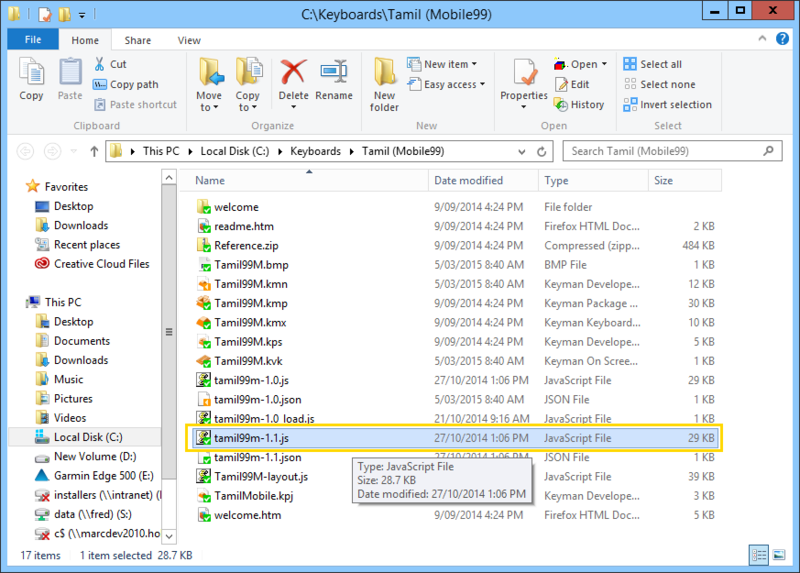 C:\Keyboards\Tamil (Mobile99)
File Home Share View
Copy Paste Cut Copy path Paste shortcut
Clipboard
Move to Copy to Delete Rename
Organize
New folder New item Easy access
New
Properties Open Edit History
Open
Select all Select none Invert selection
Select
This PC Local Disk (C:) Keyboards Tamil (Mobile99) Search Tamil (Mobile99)
Favorites
Desktop
Downloads
Recent places
Creative Cloud Files
This PC
Desktop
Documents
Downloads
Music
Pictures
Videos
Local Disk (C:)
New Volume (D:)
Garmin Edge 500 (E:)
installers (\\intranet) (I:)
data (\\fred) (S:)
c$ (\\marcdev2010.ho
Name Date modified Type Size
welcome 9/09/2014 4:24 PM File folder
readme.htm 9/09/2014 4:24 PM Firefox HTML Doc... 2 KB
Reference.zip 9/09/2014 4:24 PM Compressed (zipp... 484 KB
Tamil99M.bmp 5/03/2015 8:40 AM BMP File 1 KB
Tamil99M.kmn 5/03/2015 8:40 AM Keyman Develope... 12 KB
Tamil99M.kmp 9/09/2014 4:24 PM Keyman Package ... 30 KB
Tamil99M.kmx 9/09/2014 4:24 PM Keyman Keyboard... 10 KB
Tamil99M.kps 9/09/2014 4:24 PM Keyman Develope... 5 KB
Tamil99M.kvk 5/03/2015 8:40 AM Keyman On Scree... 5 KB
tamil99m-1.0.js 27/10/2014 1:06 PM JavaScript File 29 KB
tamil99m-1.0.json 5/03/2015 8:40 AM JSON File 1 KB
tamil99m-1.0_load.js 21/10/2014 9:16 AM JavaScript File 1 KB
tamil99m-1.1.js 27/10/2014 1:06 PM JavaScript File 29 KB
tamil99m-1.1.json 27/10/2014 1:06 PM JSON File 1 KB
Tamil99M-layout.js JavaScript File 39 KB
TamilMobile.kpj Keyman Develope... 3 KB
welcome.htm 9/09/2014 4:24 PM Firefox HTML Doc... 5 KB
Type: JavaScript File
Size: 28.7 KB
Date modified: 27/10/2014 1:06 PM
17 items 1 item selected 28.7 KB